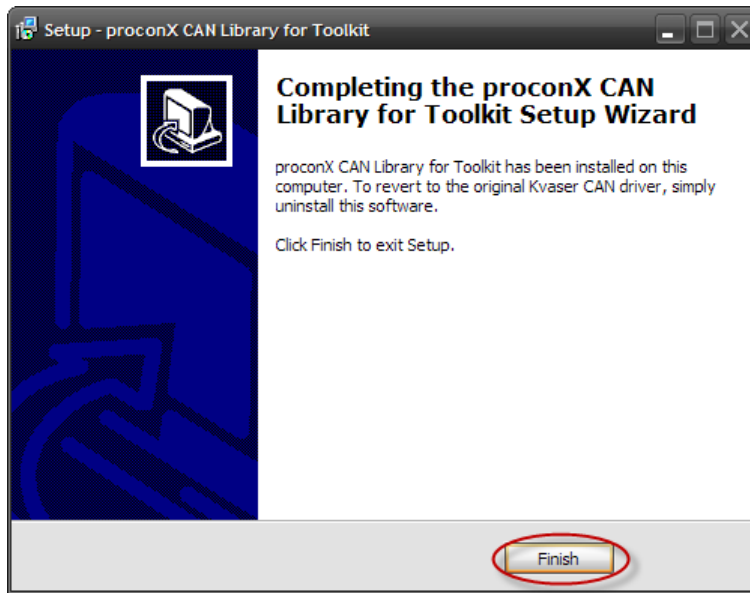 Setup - proconX CAN Library for Toolkit
Completing the proconX CAN
Library for Toolkit Setup Wizard
proconX CAN Library for Toolkit has been installed on this
computer. To revert to the original Kvaser CAN driver, simply
uninstall this software.
Click Finish to exit Setup.
Finish